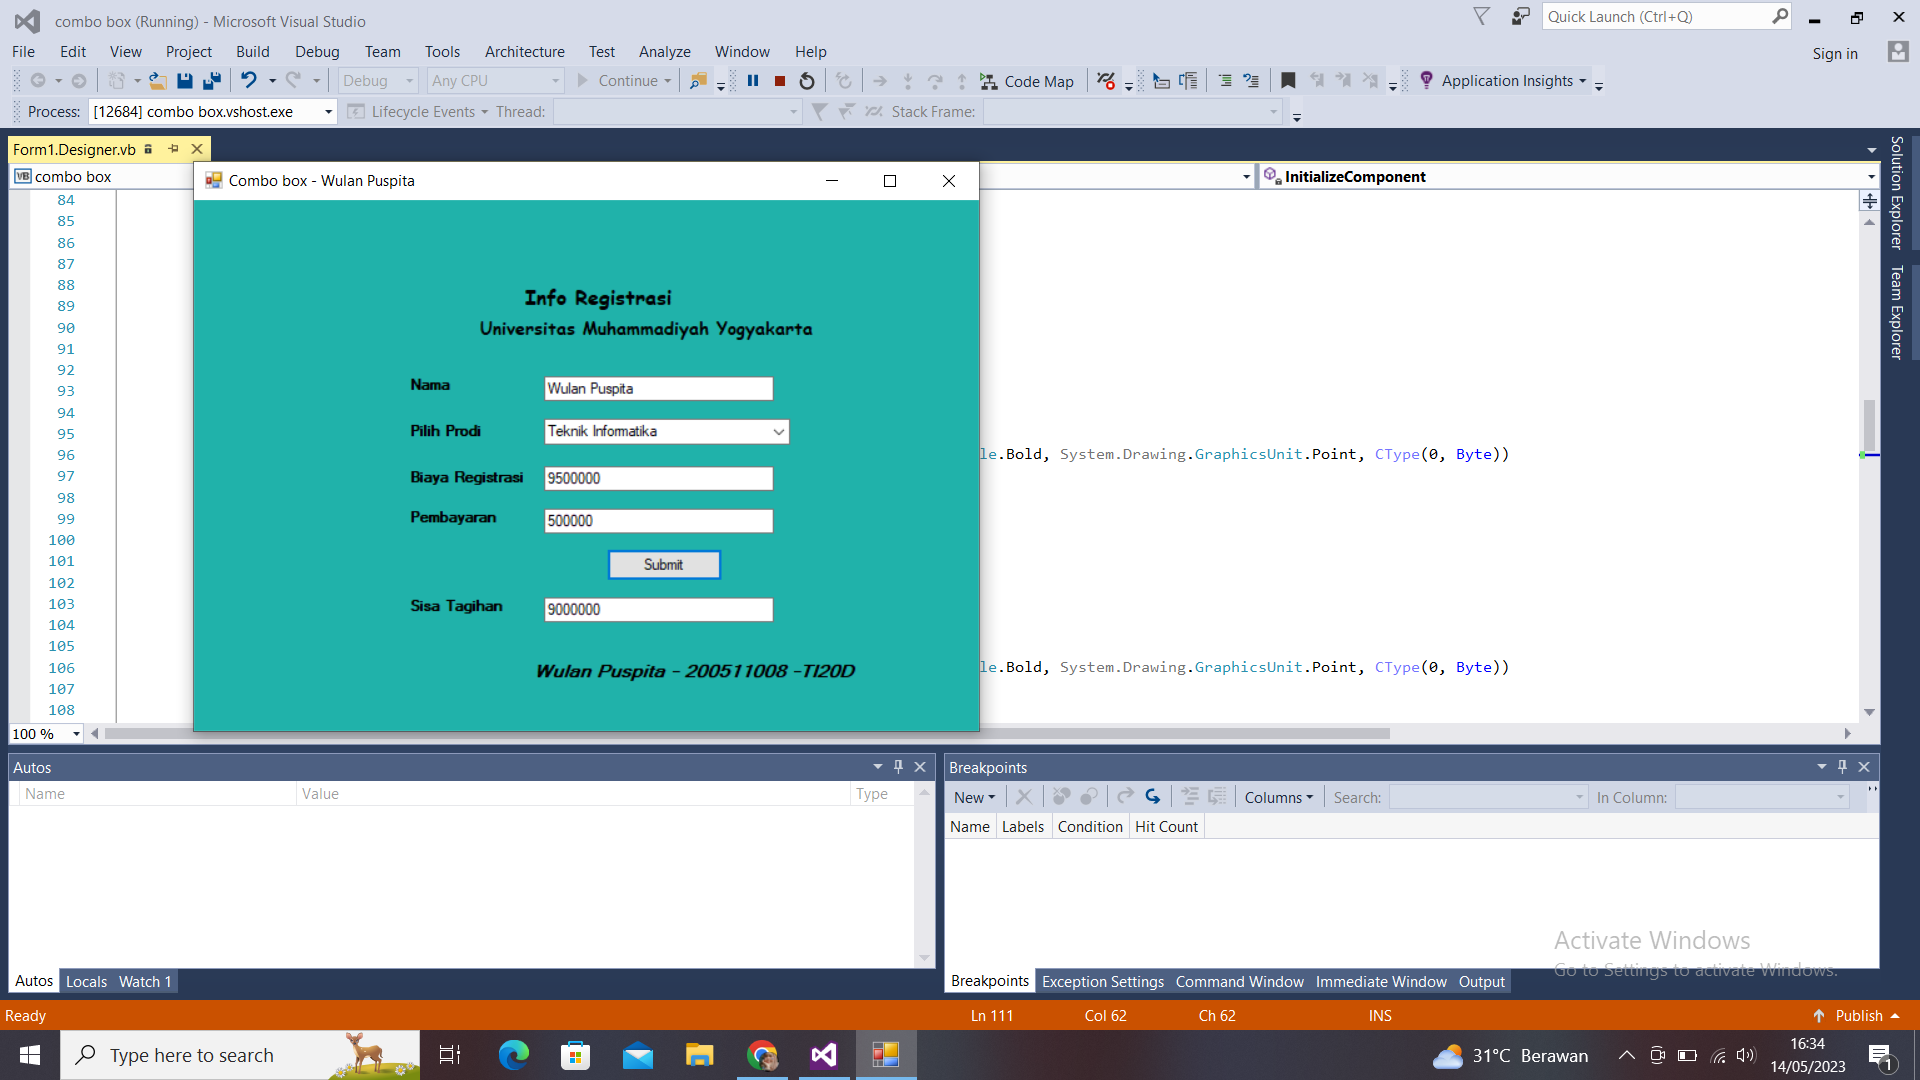 combo box (Running) - Microsoft Visual Studio
Quick Launch (Ctrl+Q)
File Edit View Project Build Debug Team Tools Architecture Test Analyze Window Help
Sign in
Debug Any CPU Continue Code Map Application Insights
Process: [12684] combo box.vshost.exe Lifecycle Events Thread: Stack Frame:
Form1.Designer.vb
VB combo box
InitializeComponent
Solution Explorer
Team Explorer
Combo box - Wulan Puspita
Info Registrasi
Universitas Muhammadiyah Yogyakarta
Nama Wulan Puspita
Pilih Prodi Teknik Informatika
Biaya Registrasi 9500000
Pembayaran 500000
Submit
Sisa Tagihan 9000000
Wulan Puspita - 200511008 -TI20D
84
85
86
87
88
89
90
91
92
93
94
95
96 le.Bold, System.Drawing.GraphicsUnit.Point, CType(0, Byte))
97
98
99
100
101
102
103
104
105
106 le.Bold, System.Drawing.GraphicsUnit.Point, CType(0, Byte))
107
108
100 %
Autos
Name Value Type
Autos Locals Watch 1
Breakpoints
New Columns Search: In Column:
Name Labels Condition Hit Count
Activate Windows
Go to Settings to activate Windows.
Breakpoints Exception Settings Command Window Immediate Window Output
Ready Ln 111 Col 62 Ch 62 INS Publish
Type here to search
31°C Berawan
16:34
14/05/2023
1